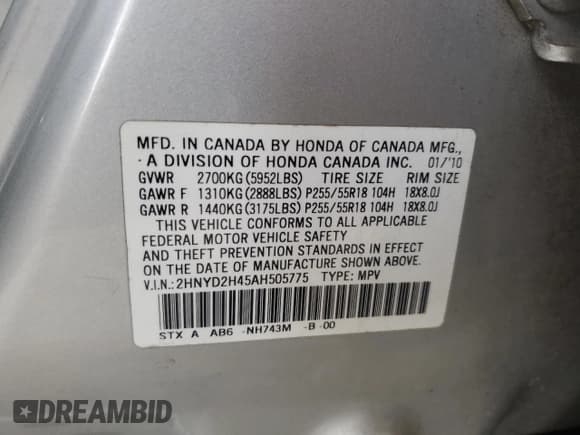 MFD. IN CANADA BY HONDA OF CANADA MFG.,
A DIVISION OF HONDA CANADA INC. 01/'10
GVWR 2700KG (5952LBS) TIRE SIZE RIM SIZE
GAWR F 1310KG (2888LBS) P255/55R18 104H 18X8.0J
GAWR R 1440KG (3175LBS) P255/55R18 104H 18X8.0J
THIS VEHICLE CONFORMS TO ALL APPLICABLE
FEDERAL MOTOR VEHICLE SAFETY
AND THEFT PREVENTION STANDARDS IN EFFECT
ON THE DATE OF MANUFACTURE SHOWN ABOVE.
V.I.N.:2HNYD2H45AH505775 TYPE: MPV
STX A AB6 -NH743M -B -00
DREAMBID